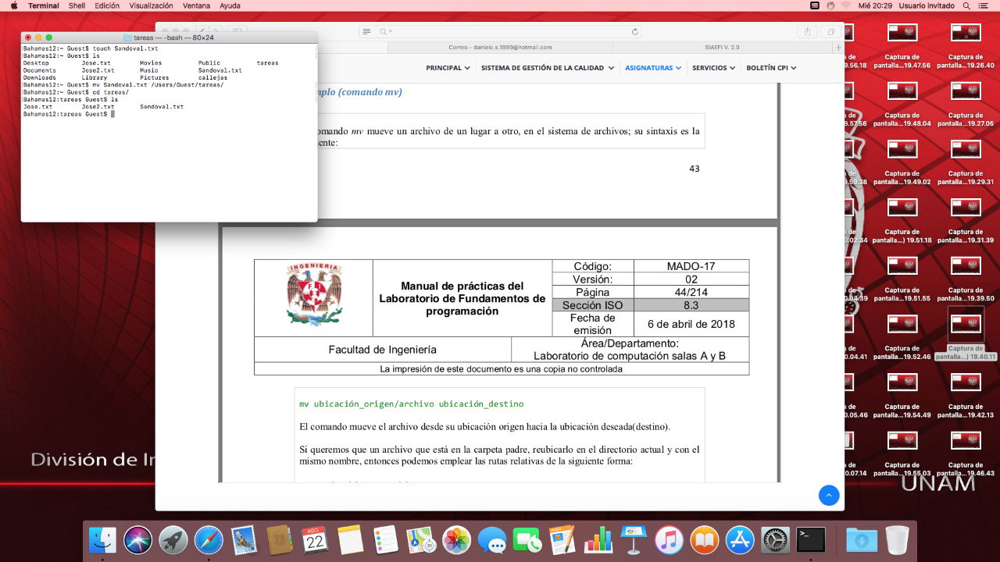 Terminal Shell Edición Visualización Ventana Ayuda Mié 20:29 Usuario invitado
tareas — -bash — 80×24
Bahamas12:~ Guest$ touch Sandoval.txt
Bahamas12:~ Guest$ ls
Desktop Jose.txt Movies Public tareas
Documents Jose2.txt Music Sandoval.txt
Downloads Library Pictures callejas
Bahamas12:~ Guest$ mv Sandoval.txt /Users/Guest/tareas/
Bahamas12:~ Guest$ cd tareas/
Bahamas12:tareas Guest$ ls
Jose.txt Jose2.txt Sandoval.txt
Bahamas12:tareas Guest$
Correo - danielc.s.1999@hotmail.com SIAEFI V. 2.0
PRINCIPAL SISTEMA DE GESTIÓN DE LA CALIDAD ASIGNATURAS SERVICIOS BOLETÍN CPI
mplo (comando mv)
omando mv mueve un archivo de un lugar a otro, en el sistema de archivos; su sintaxis es la
ente:
43
INGENIERIA
Manual de prácticas del
Laboratorio de Fundamentos de
programación
Código: MADO-17
Versión: 02
Página 44/214
Sección ISO 8.3
Fecha de
emisión
6 de abril de 2018
Facultad de Ingeniería
Área/Departamento:
Laboratorio de computación salas A y B
La impresión de este documento es una copia no controlada
mv ubicación_origen/archivo ubicación_destino
El comando mueve el archivo desde su ubicación origen hacia la ubicación deseada(destino).
Si queremos que un archivo que está en la carpeta padre, reubicarlo en el directorio actual y con el
mismo nombre, entonces podemos emplear las rutas relativas de la siguiente forma:
.56.18
Captura de
pantalla...19.47.56
Captura de
pantalla...19.26.40
.57.56
Captura de
pantalla...19.48.04
Captura de
pantalla...19.27.05
.59.38
Captura de
pantalla...19.49.02
Captura de
pantalla...19.29.31
.02.34
Captura de
pantalla...) 19.51.18
Captura de
pantalla...19.31.39
.04.39
Captura de
pantalla...19.51.55
Captura de
pantalla...19.39.50
.04.41
Captura de
pantalla...19.52.46
Captura de
pantalla...) 19.40.11
.05.46
Captura de
pantalla...19.54.49
Captura de
pantalla...19.42.13
.07.14
Captura de
pantalla...19.55.03
Captura de
pantalla...19.46.43
División de In
UNAM
AGO.
22